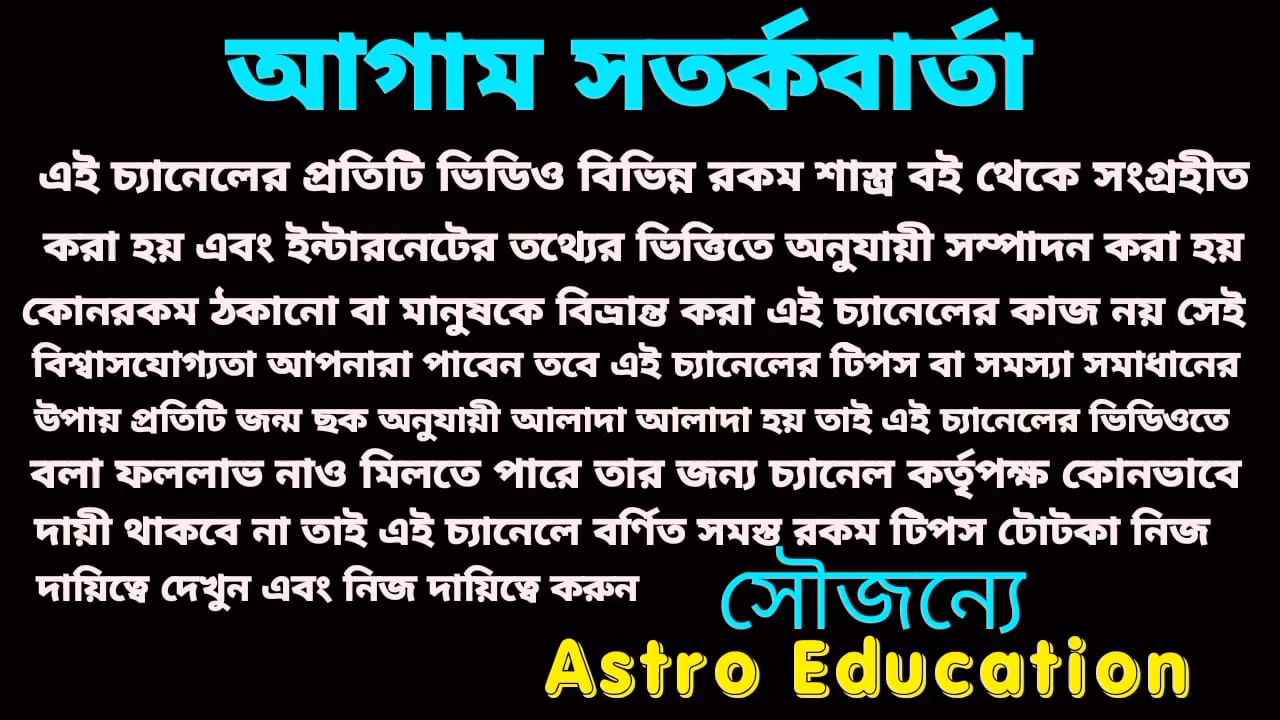 আগাম সতর্কবার্তা
এই চ্যানেলের প্রতিটি ভিডিও বিভিন্ন রকম শাস্ত্র বই থেকে সংগ্রহীত
করা হয় এবং ইন্টারনেটের তথ্যের ভিত্তিতে অনুযায়ী সম্পাদন করা হয়
কোনরকম ঠকানো বা মানুষকে বিভ্রান্ত করা এই চ্যানেলের কাজ নয় সেই
বিশ্বাসযোগ্যতা আপনারা পাবেন তবে এই চ্যানেলের টিপস বা সমস্যা সমাধানের
উপায় প্রতিটি জন্ম ছক অনুযায়ী আলাদা আলাদা হয় তাই এই চ্যানেলের ভিডিওতে
বলা ফললাভ নাও মিলতে পারে তার জন্য চ্যানেল কর্তৃপক্ষ কোনভাবে
দায়ী থাকবে না তাই এই চ্যানেলে বর্ণিত সমস্ত রকম টিপস টোটকা নিজ
দায়িত্বে দেখুন এবং নিজ দায়িত্বে করুন
সৌজন্যে
Astro Education